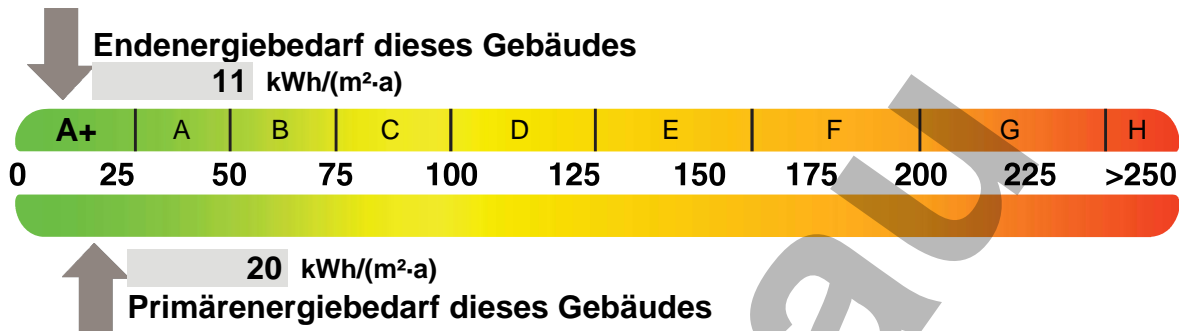 Endenergiebedarf dieses Gebäudes
11 kWh/(m²·a)
A+ A B C D E F G H
0 25 50 75 100 125 150 175 200 225 >250
20 kWh/(m²·a)
Primärenergiebedarf dieses Gebäudes
au